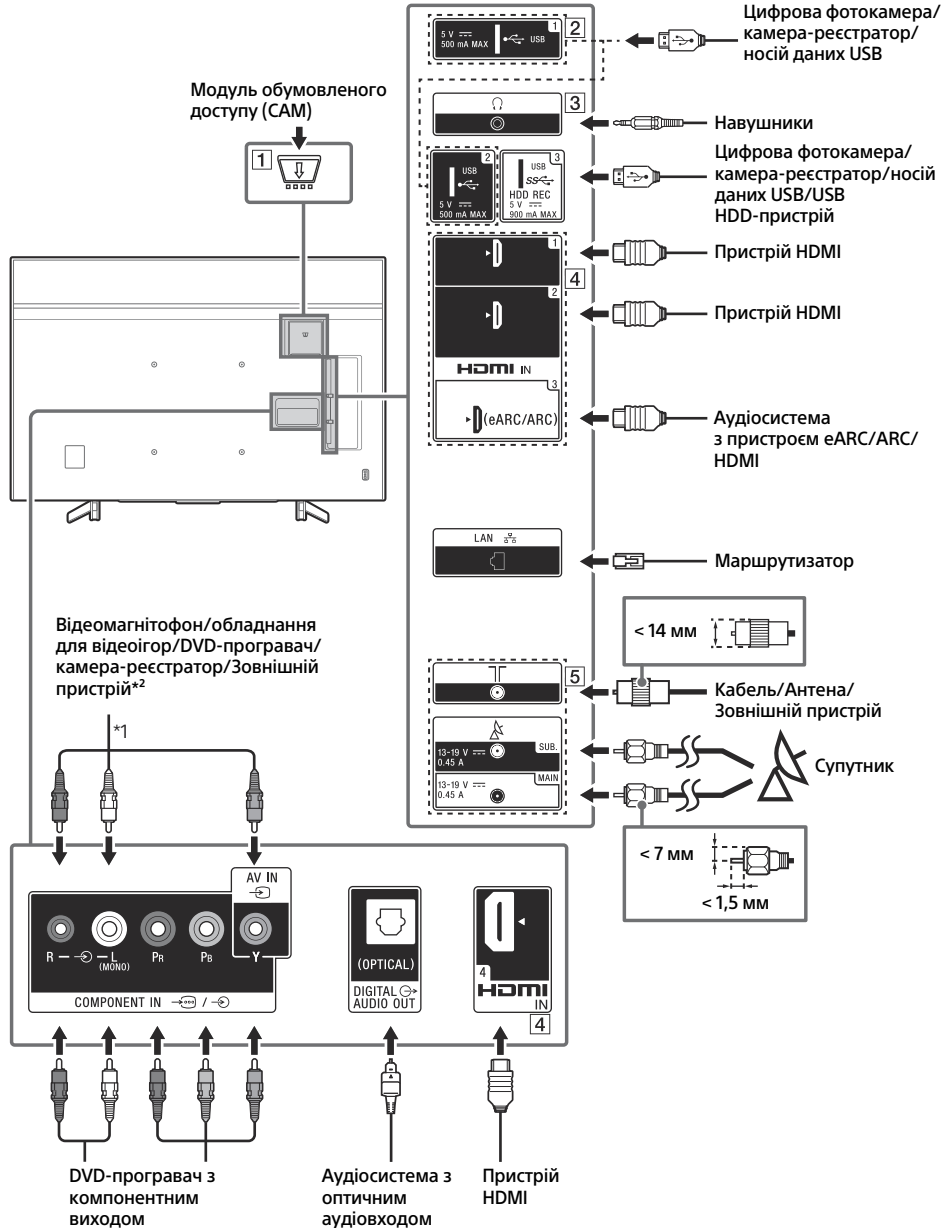 Цифрова фотокамера/
камера-реєстратор/
носій даних USB
5 V
500 mA MAX
USB
1
2
Модуль обумовленого
доступу (CAM)
1
3
Навушники
2
USB
5 V
500 mA MAX
3
USB
SS
HDD REC
5 V
900 mA MAX
Цифрова фотокамера/
камера-реєстратор/носій
даних USB/USB
HDD-пристрій
1
Пристрій HDMI
4
2
Пристрій HDMI
HDMI IN
3
(eARC/ARC)
Аудіосистема
з пристроєм eARC/ARC/
HDMI
LAN
Маршрутизатор
< 14 мм
5
Кабель/Антена/
Зовнішній пристрій
13-19 V
0.45 A
SUB.
13-19 V
0.45 A
MAIN
Супутник
< 7 мм
< 1,5 мм
Відеомагнітофон/обладнання
для відеоігор/DVD-програвач/
камера-реєстратор/Зовнішній
пристрій*2
*1
AV IN
R
L
(MONO)
PR
PB
Y
COMPONENT IN /
(OPTICAL)
DIGITAL
AUDIO OUT
4
HDMI
IN
4
DVD-програвач з
компонентним
виходом
Аудіосистема з
оптичним
аудіовходом
Пристрій
HDMI